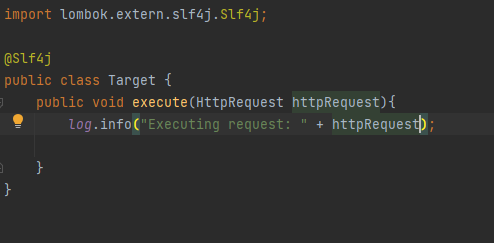 import lombok.extern.slf4j.Slf4j;
@Slf4j
public class Target {
public void execute(HttpRequest httpRequest){
log.info("Executing request: " + httpRequest);
}
}